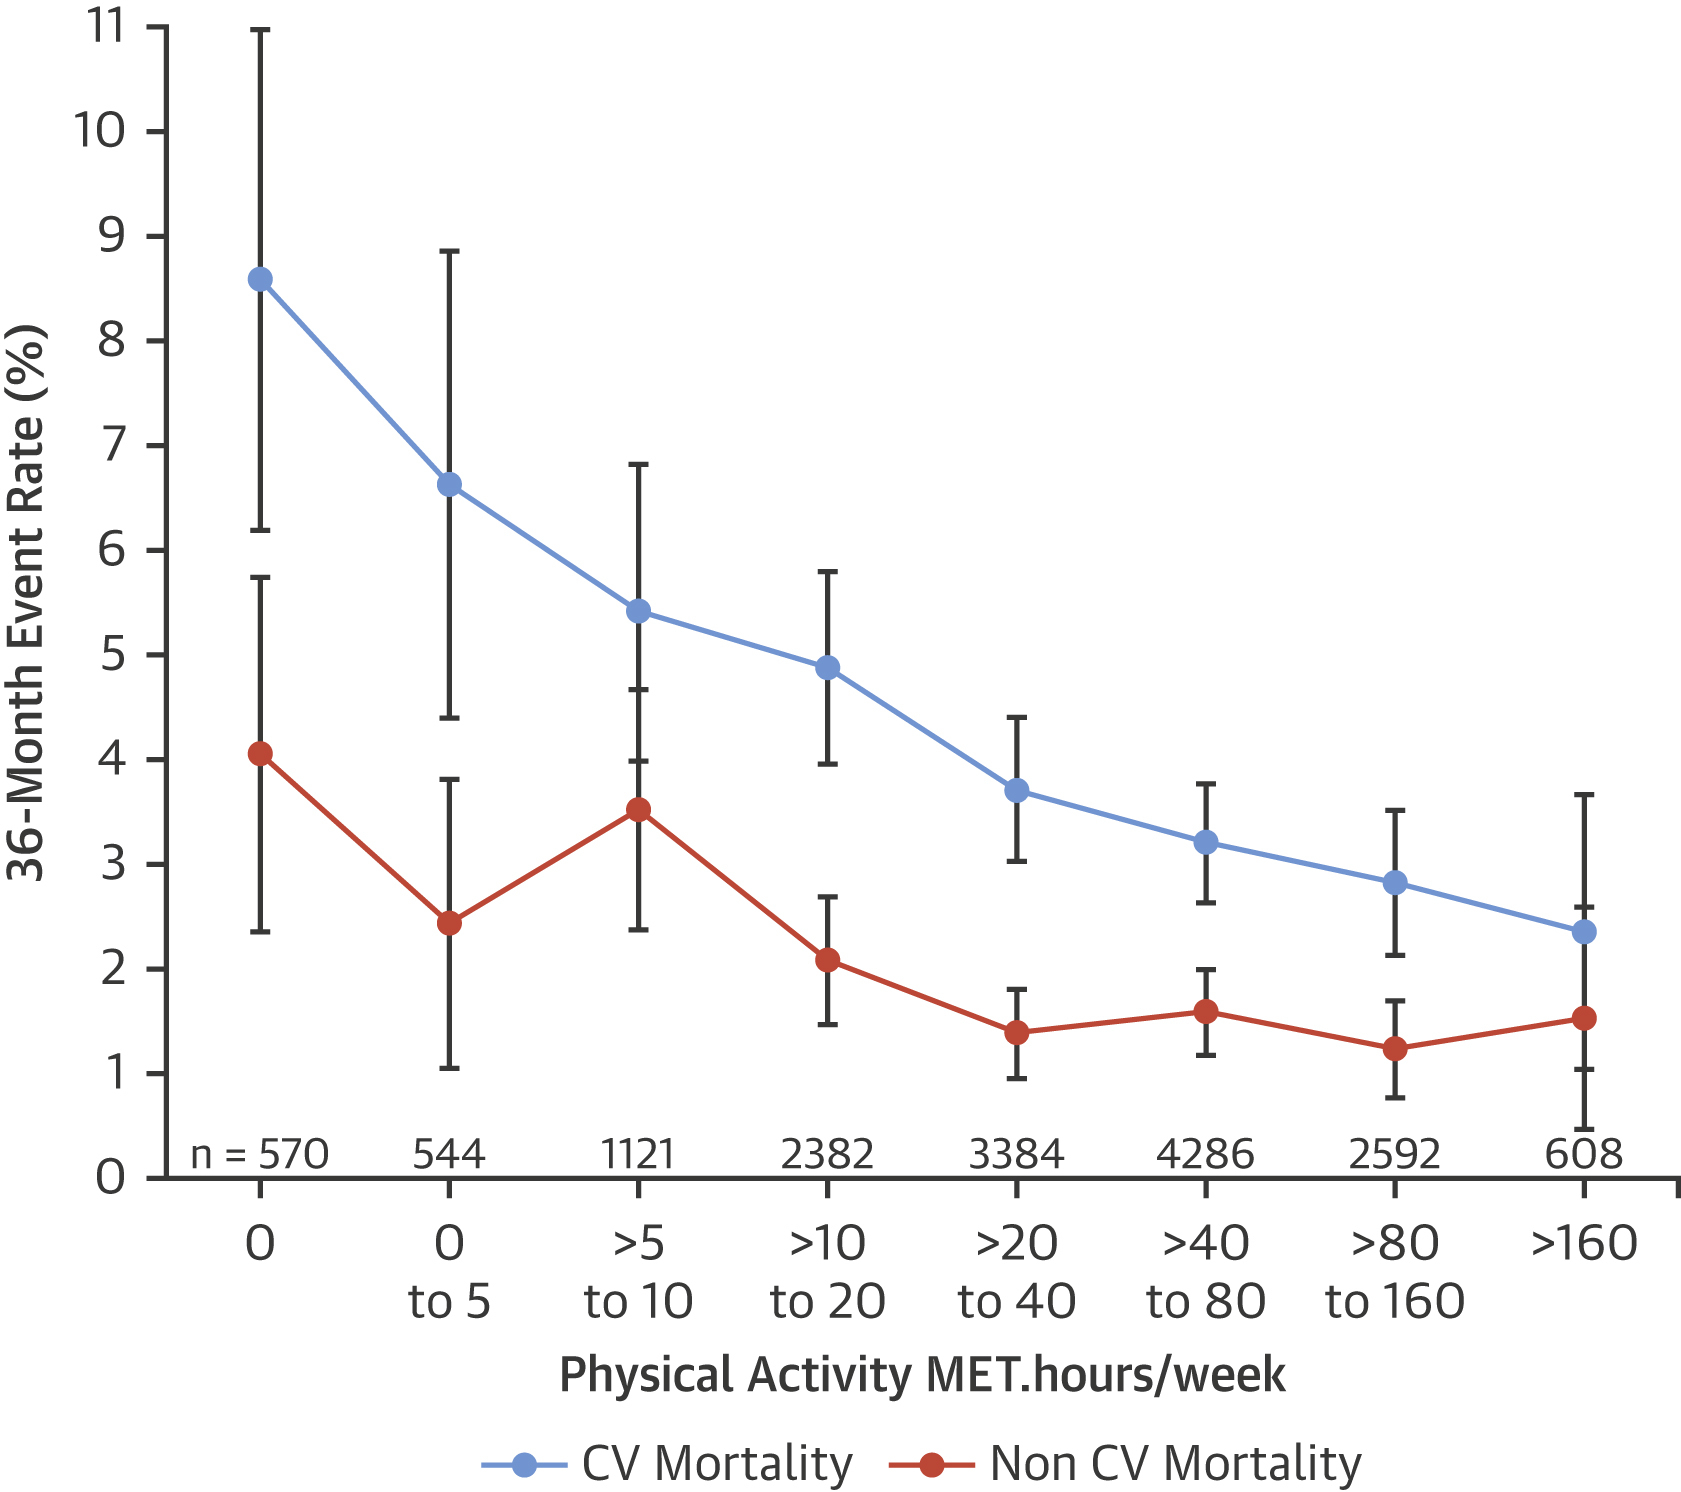 36-Month Event Rate (%)
11
10
9
8
7
6
5
4
3
2
1
0
n = 570 544 1121 2382 3384 4286 2592 608
0 0 >5 >10 >20 >40 >80 >160
to 5 to 10 to 20 to 40 to 80 to 160
Physical Activity MET.hours/week
CV Mortality Non CV Mortality